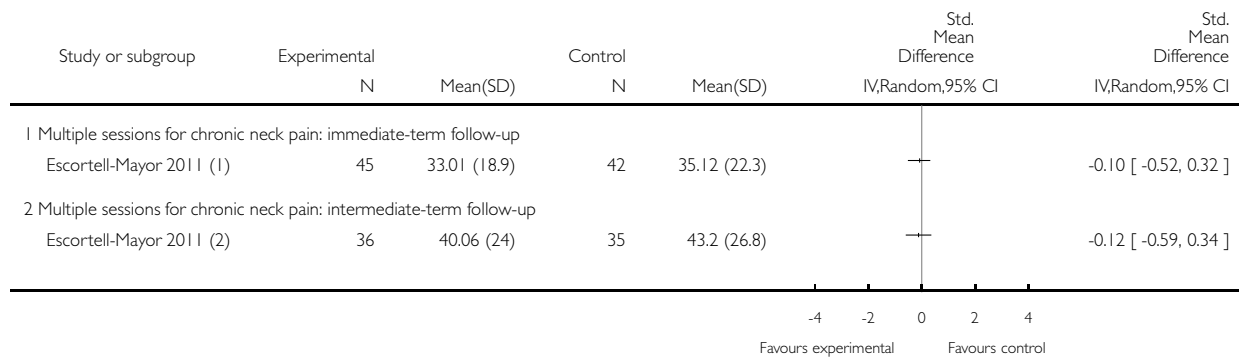 Study or subgroup Experimental Control Std. Mean Difference Std. Mean Difference
N Mean(SD) N Mean(SD) IV,Random,95% CI IV,Random,95% CI
1 Multiple sessions for chronic neck pain: immediate-term follow-up
Escortell-Mayor 2011 (1) 45 33.01 (18.9) 42 35.12 (22.3) -0.10 [ -0.52, 0.32 ]
2 Multiple sessions for chronic neck pain: intermediate-term follow-up
Escortell-Mayor 2011 (2) 36 40.06 (24) 35 43.2 (26.8) -0.12 [ -0.59, 0.34 ]
-4 -2 0 2 4
Favours experimental Favours control